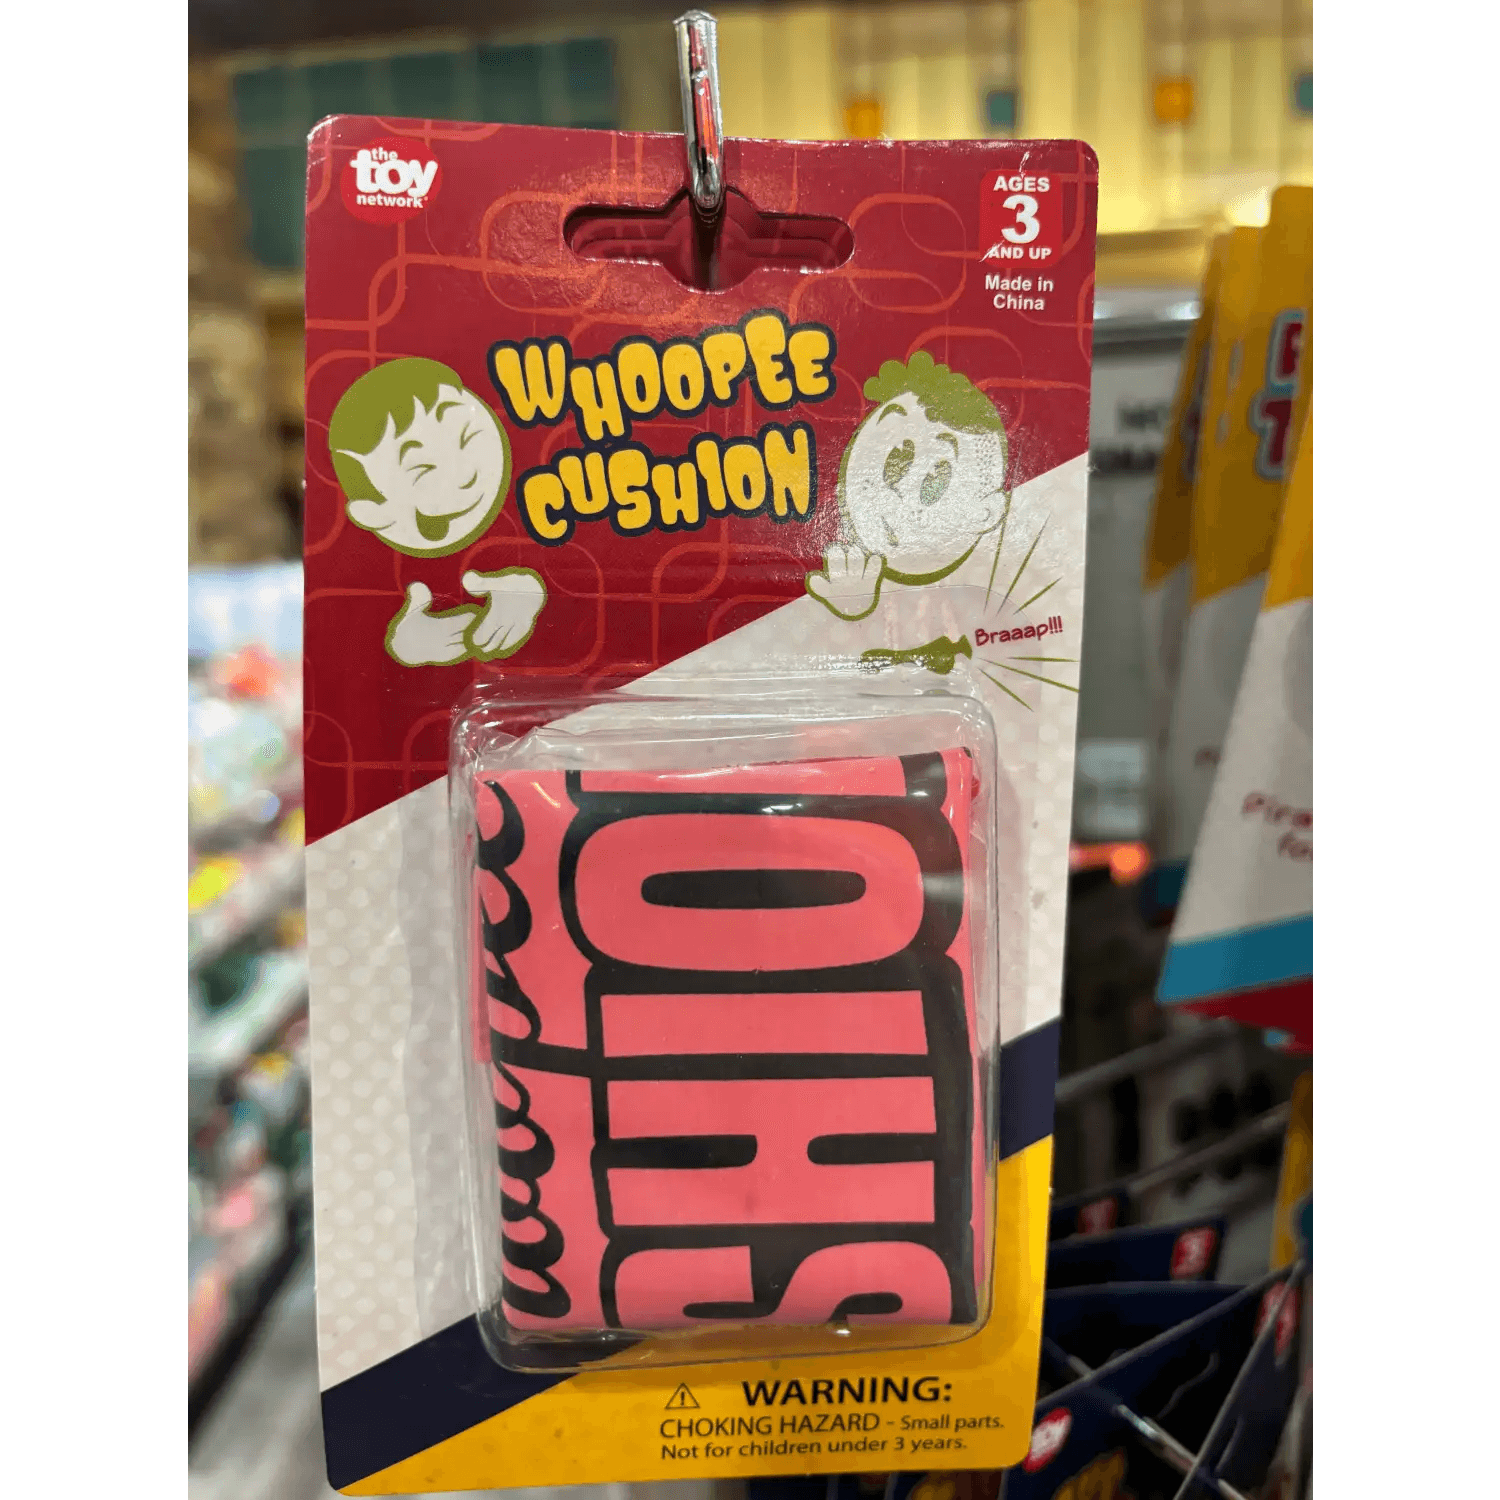 the
toy
network
AGES
3
AND UP
Made in
China
WHOOPEE
CUSHION
Braaap!!!
WARNING:
CHOKING HAZARD - Small parts.
Not for children under 3 years.